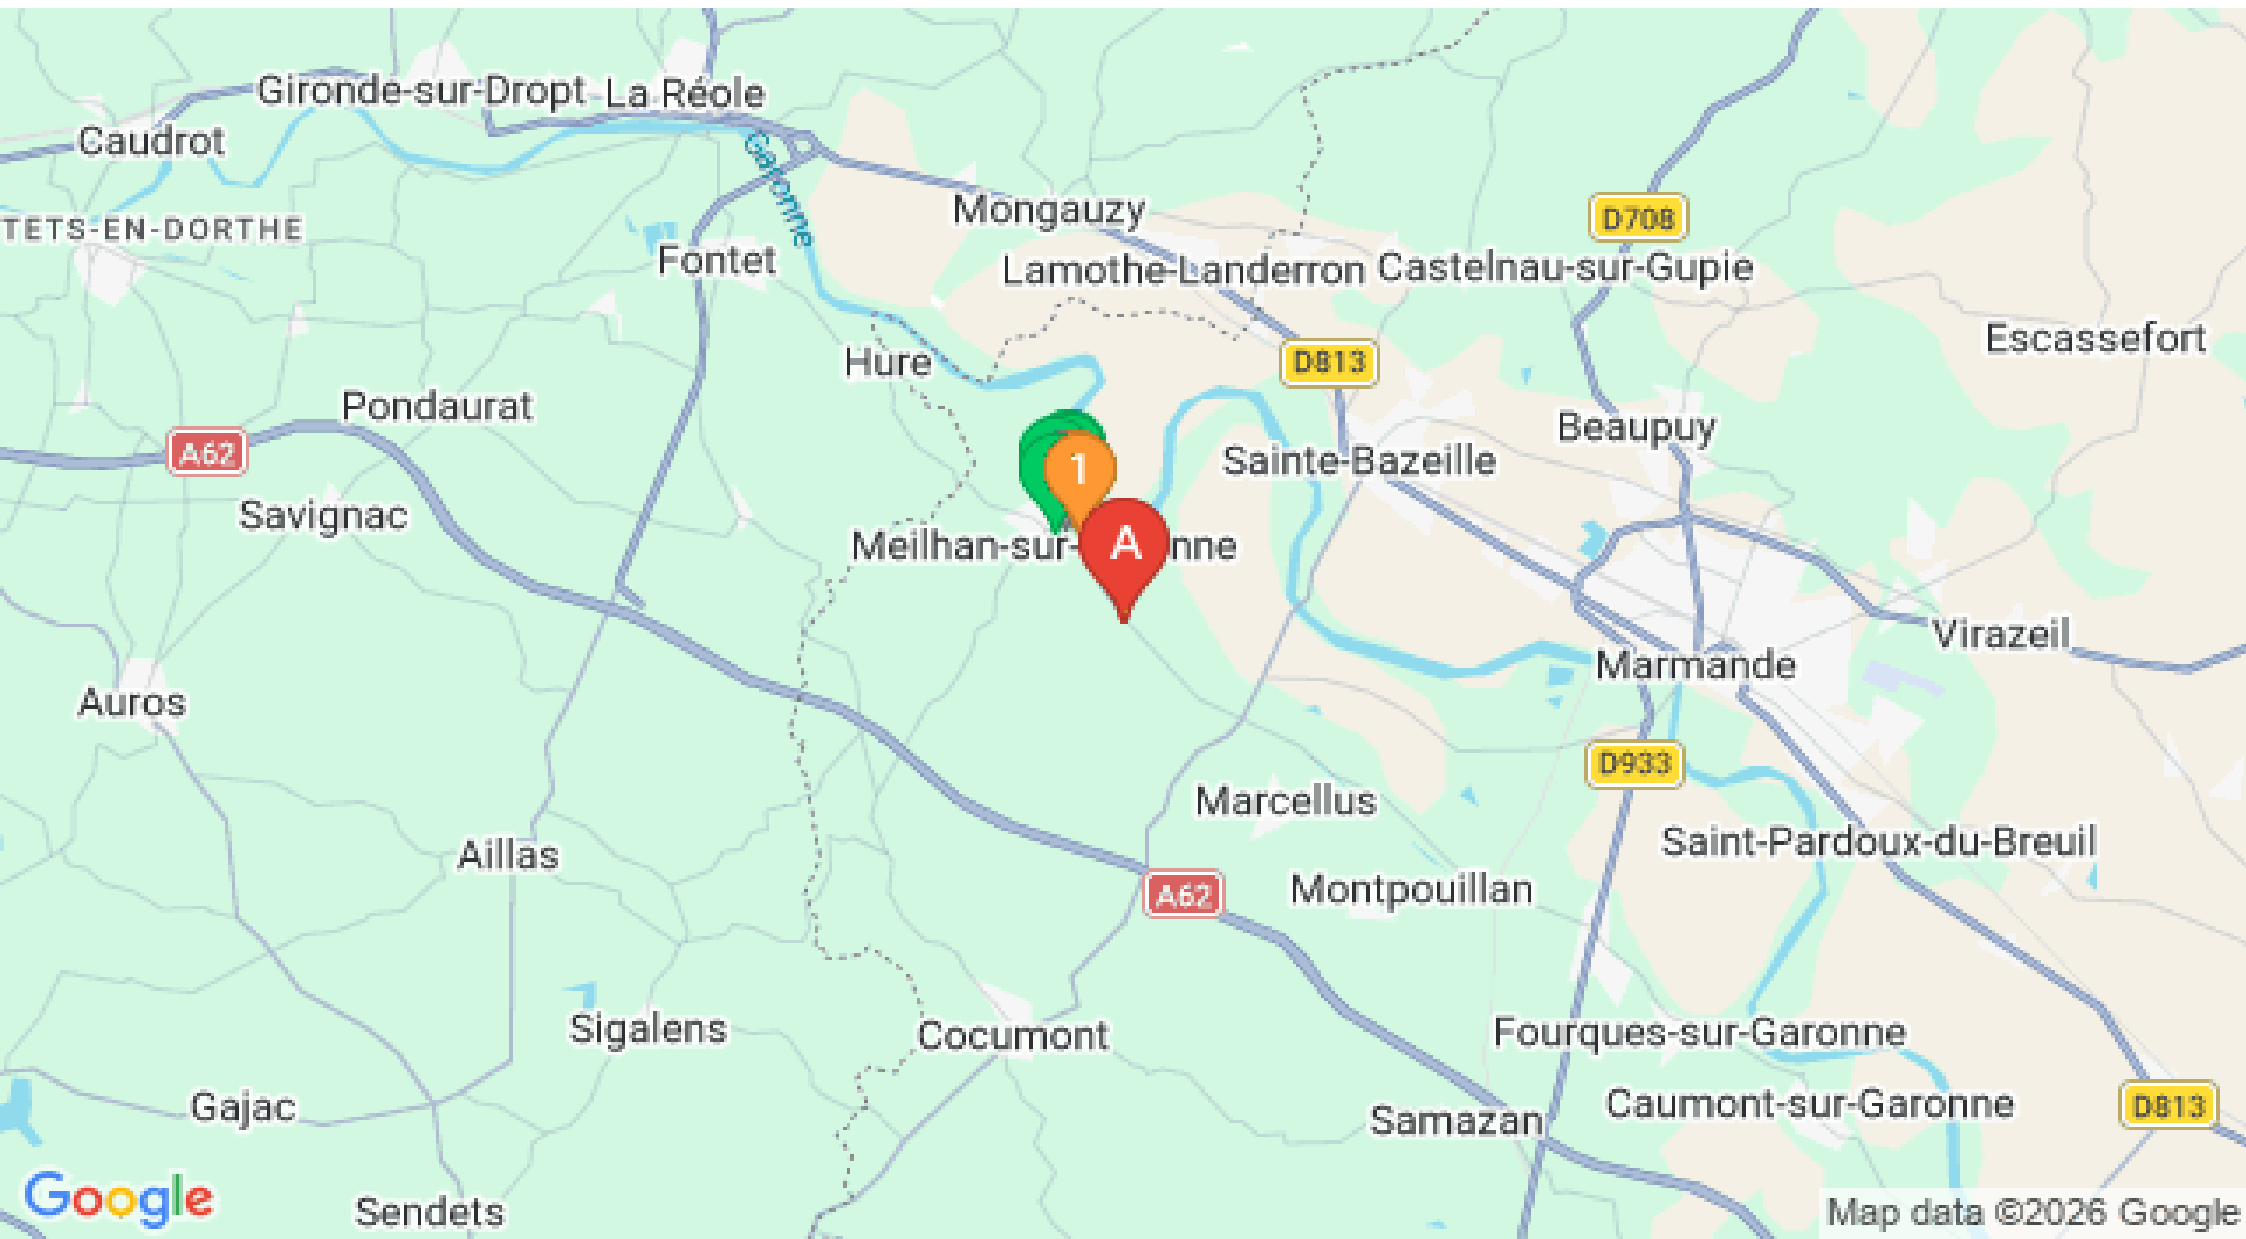 Gironde-sur-Dropt
La Réole
Caudrot
Garonne
Mongauzy
D708
TETS-EN-DORTHE
Fontet
Lamothe-Landerron
Castelnau-sur-Gupie
Escassefort
Hure
D813
Pondaurat
Beaupuy
A62
1
Sainte-Bazeille
Savignac
Meilhan-sur-
nne
A
Virazeil
Marmande
Auros
D933
Marcellus
Saint-Pardoux-du-Breuil
Aillas
Montpouillan
A62
Sigalens
Cocumont
Fourques-sur-Garonne
Gajac
Caumont-sur-Garonne
D813
Samazan
Google
Sendets
Map data ©2026 Google